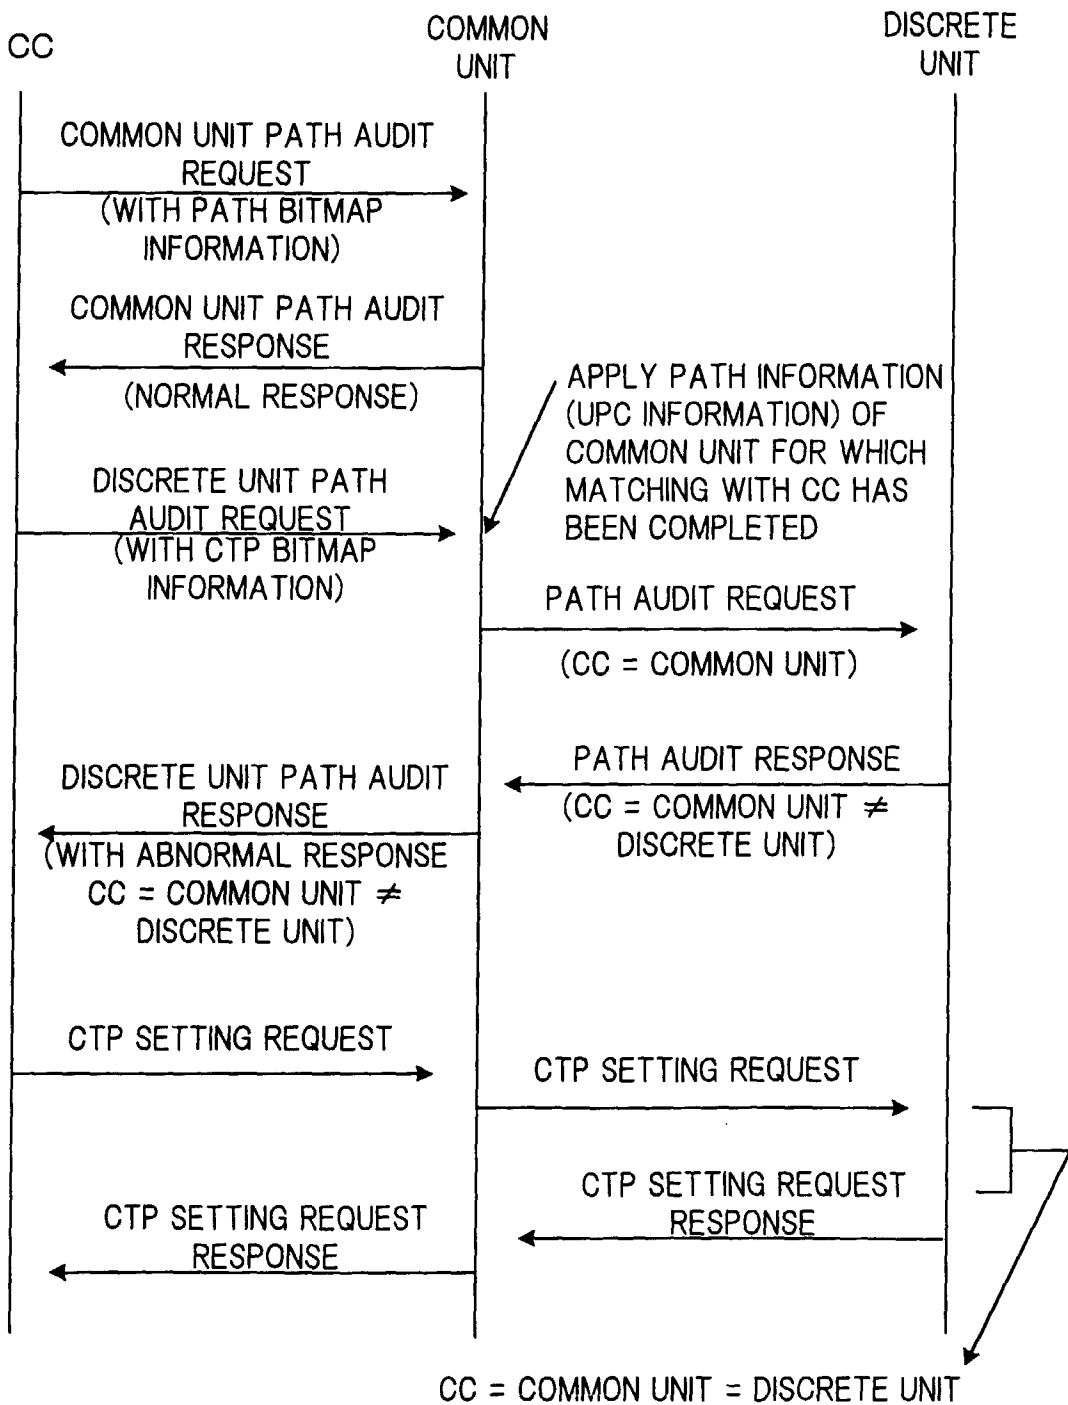 CC
COMMON
UNIT
DISCRETE
UNIT
COMMON UNIT PATH AUDIT
REQUEST
(WITH PATH BITMAP
INFORMATION)
COMMON UNIT PATH AUDIT
RESPONSE
(NORMAL RESPONSE)
APPLY PATH INFORMATION
(UPC INFORMATION) OF
COMMON UNIT FOR WHICH
MATCHING WITH CC HAS
BEEN COMPLETED
DISCRETE UNIT PATH
AUDIT REQUEST
(WITH CTP BITMAP
INFORMATION)
PATH AUDIT REQUEST
(CC = COMMON UNIT)
PATH AUDIT RESPONSE
(CC = COMMON UNIT ≠
DISCRETE UNIT)
DISCRETE UNIT PATH AUDIT
RESPONSE
(WITH ABNORMAL RESPONSE
CC = COMMON UNIT ≠
DISCRETE UNIT)
CTP SETTING REQUEST
CTP SETTING REQUEST
CTP SETTING REQUEST
RESPONSE
CTP SETTING REQUEST
RESPONSE
CC = COMMON UNIT = DISCRETE UNIT